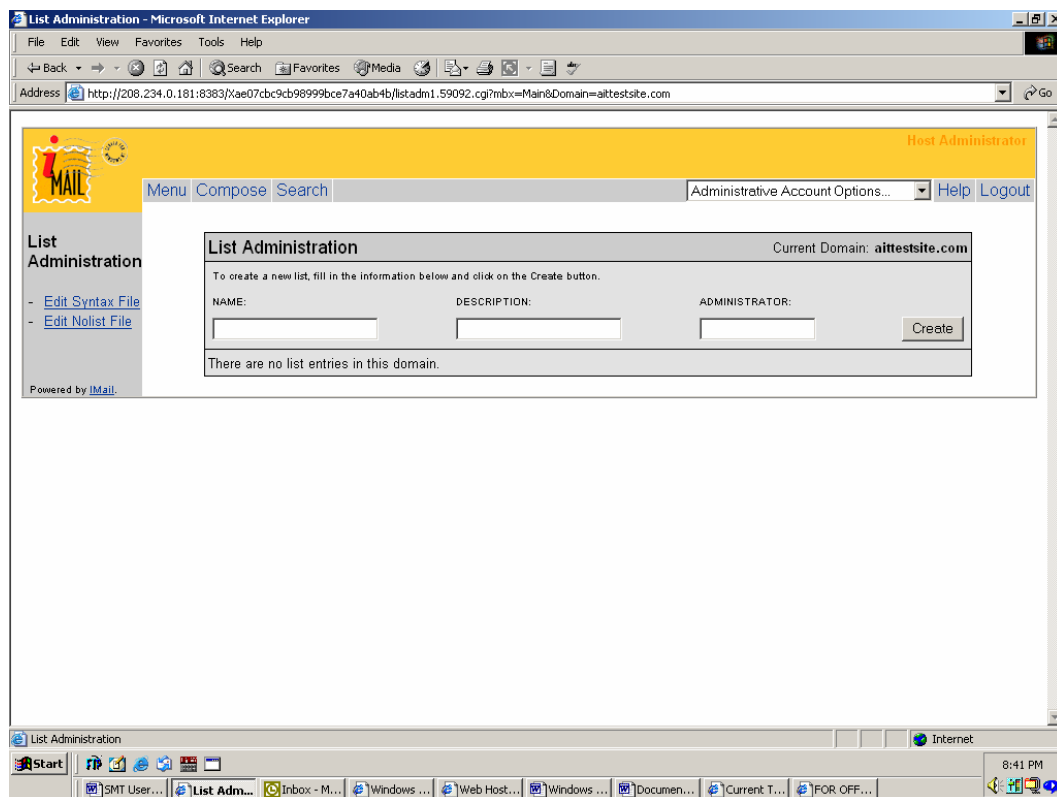 List Administration - Microsoft Internet Explorer
File Edit View Favorites Tools Help
Back Search Favorites Media
Address http://208.234.0.181:8383/Xae07cbc9cb98999bce7a40ab4b/listadm1.59092.cgi?mbx=Main&Domain=aittestsite.com Go
Host Administrator
iMAIL
Menu Compose Search Administrative Account Options... Help Logout
List Administration
- Edit Syntax File
- Edit Nolist File
Powered by IMail.
List Administration Current Domain: aittestsite.com
To create a new list, fill in the information below and click on the Create button.
NAME: DESCRIPTION: ADMINISTRATOR:
Create
There are no list entries in this domain.
List Administration Internet
Start 8:41 PM
SMT User... List Adm... Inbox - M... Windows ... Web Host... Windows ... Documen... Current T... FOR OFF...